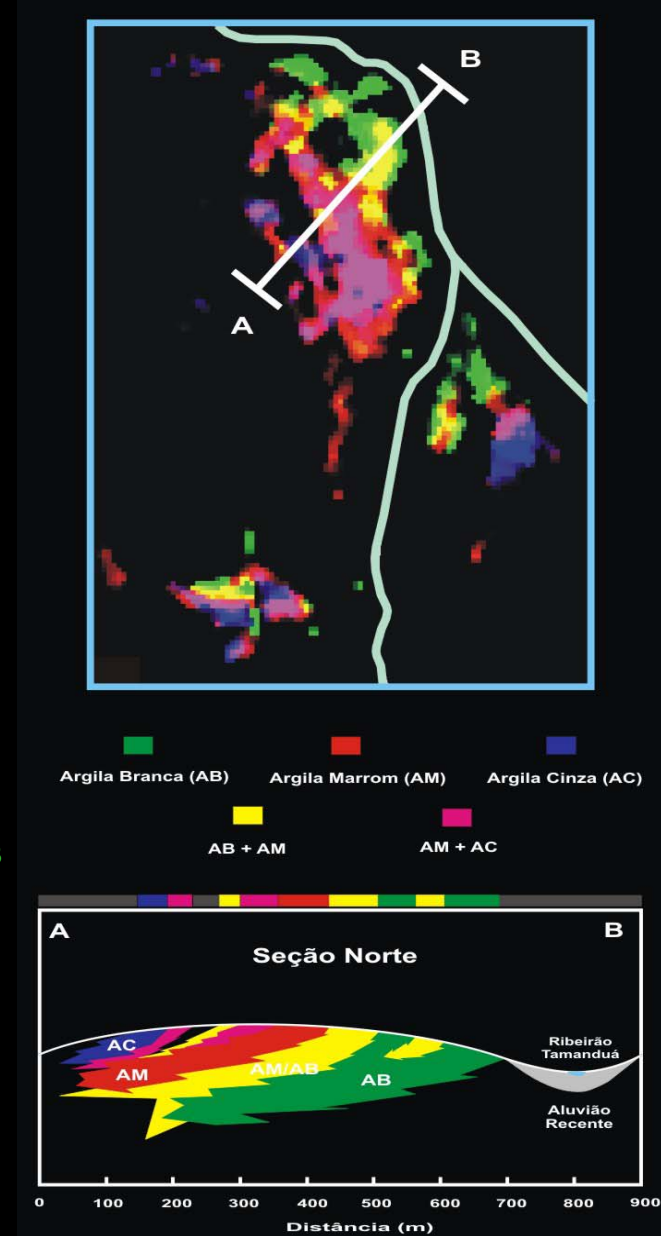 B
A
Argila Branca (AB)
Argila Marrom (AM)
Argila Cinza (AC)
AB + AM
AM + AC
A
B
Seção Norte
AC
AM
AM/AB
AB
Ribeirão
Tamanduá
Aluvião
Recente
0 100 200 300 400 500 600 700 800 900
Distância (m)